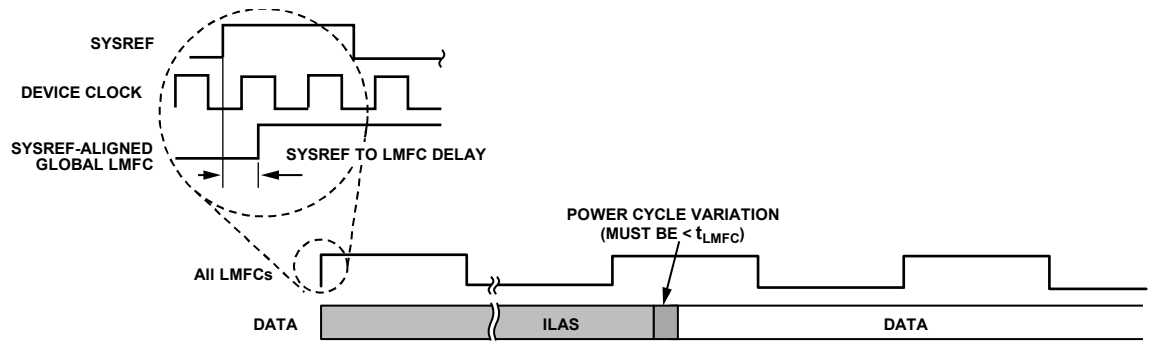 SYSREF
DEVICE CLOCK
SYSREF-ALIGNED
GLOBAL LMFC
SYSREF TO LMFC DELAY
POWER CYCLE VARIATION
(MUST BE < tLMFC)
All LMFCs
DATA
ILAS
DATA